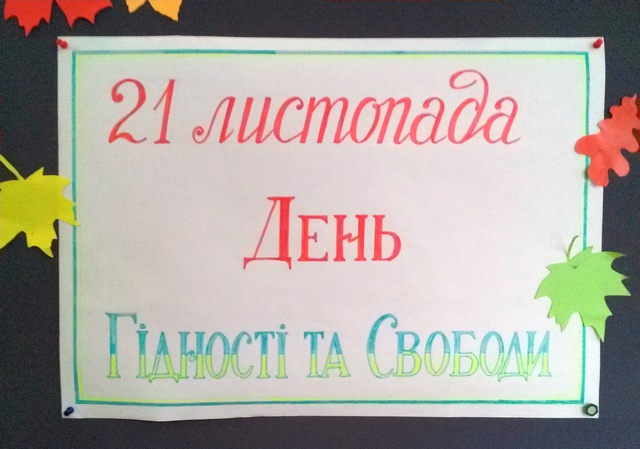 21 листопада
День
Гідності та Свободи